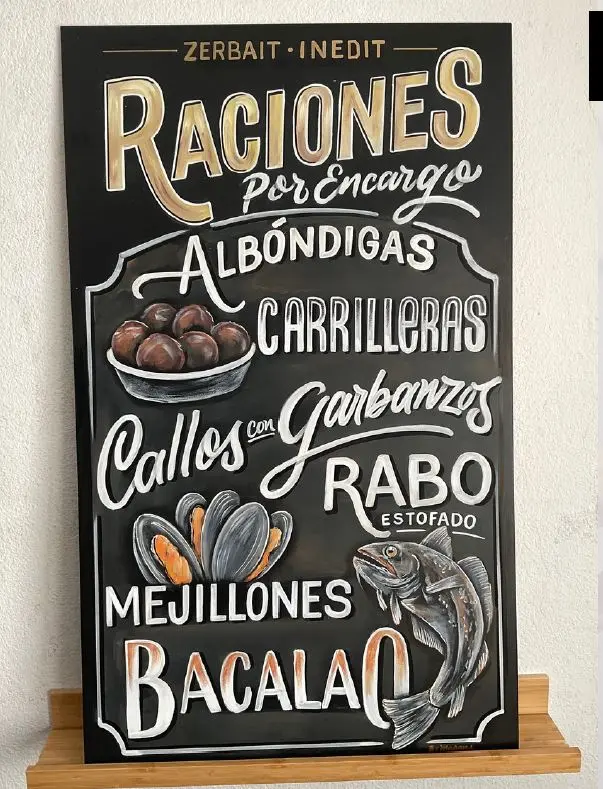 ZERBAIT · INEDIT
RACIONES
Por Encargo
ALBÓNDIGAS
CARRILLERAS
Callos con Garbanzos
RABO
ESTOFADO
MEJILLONES
BACALAO